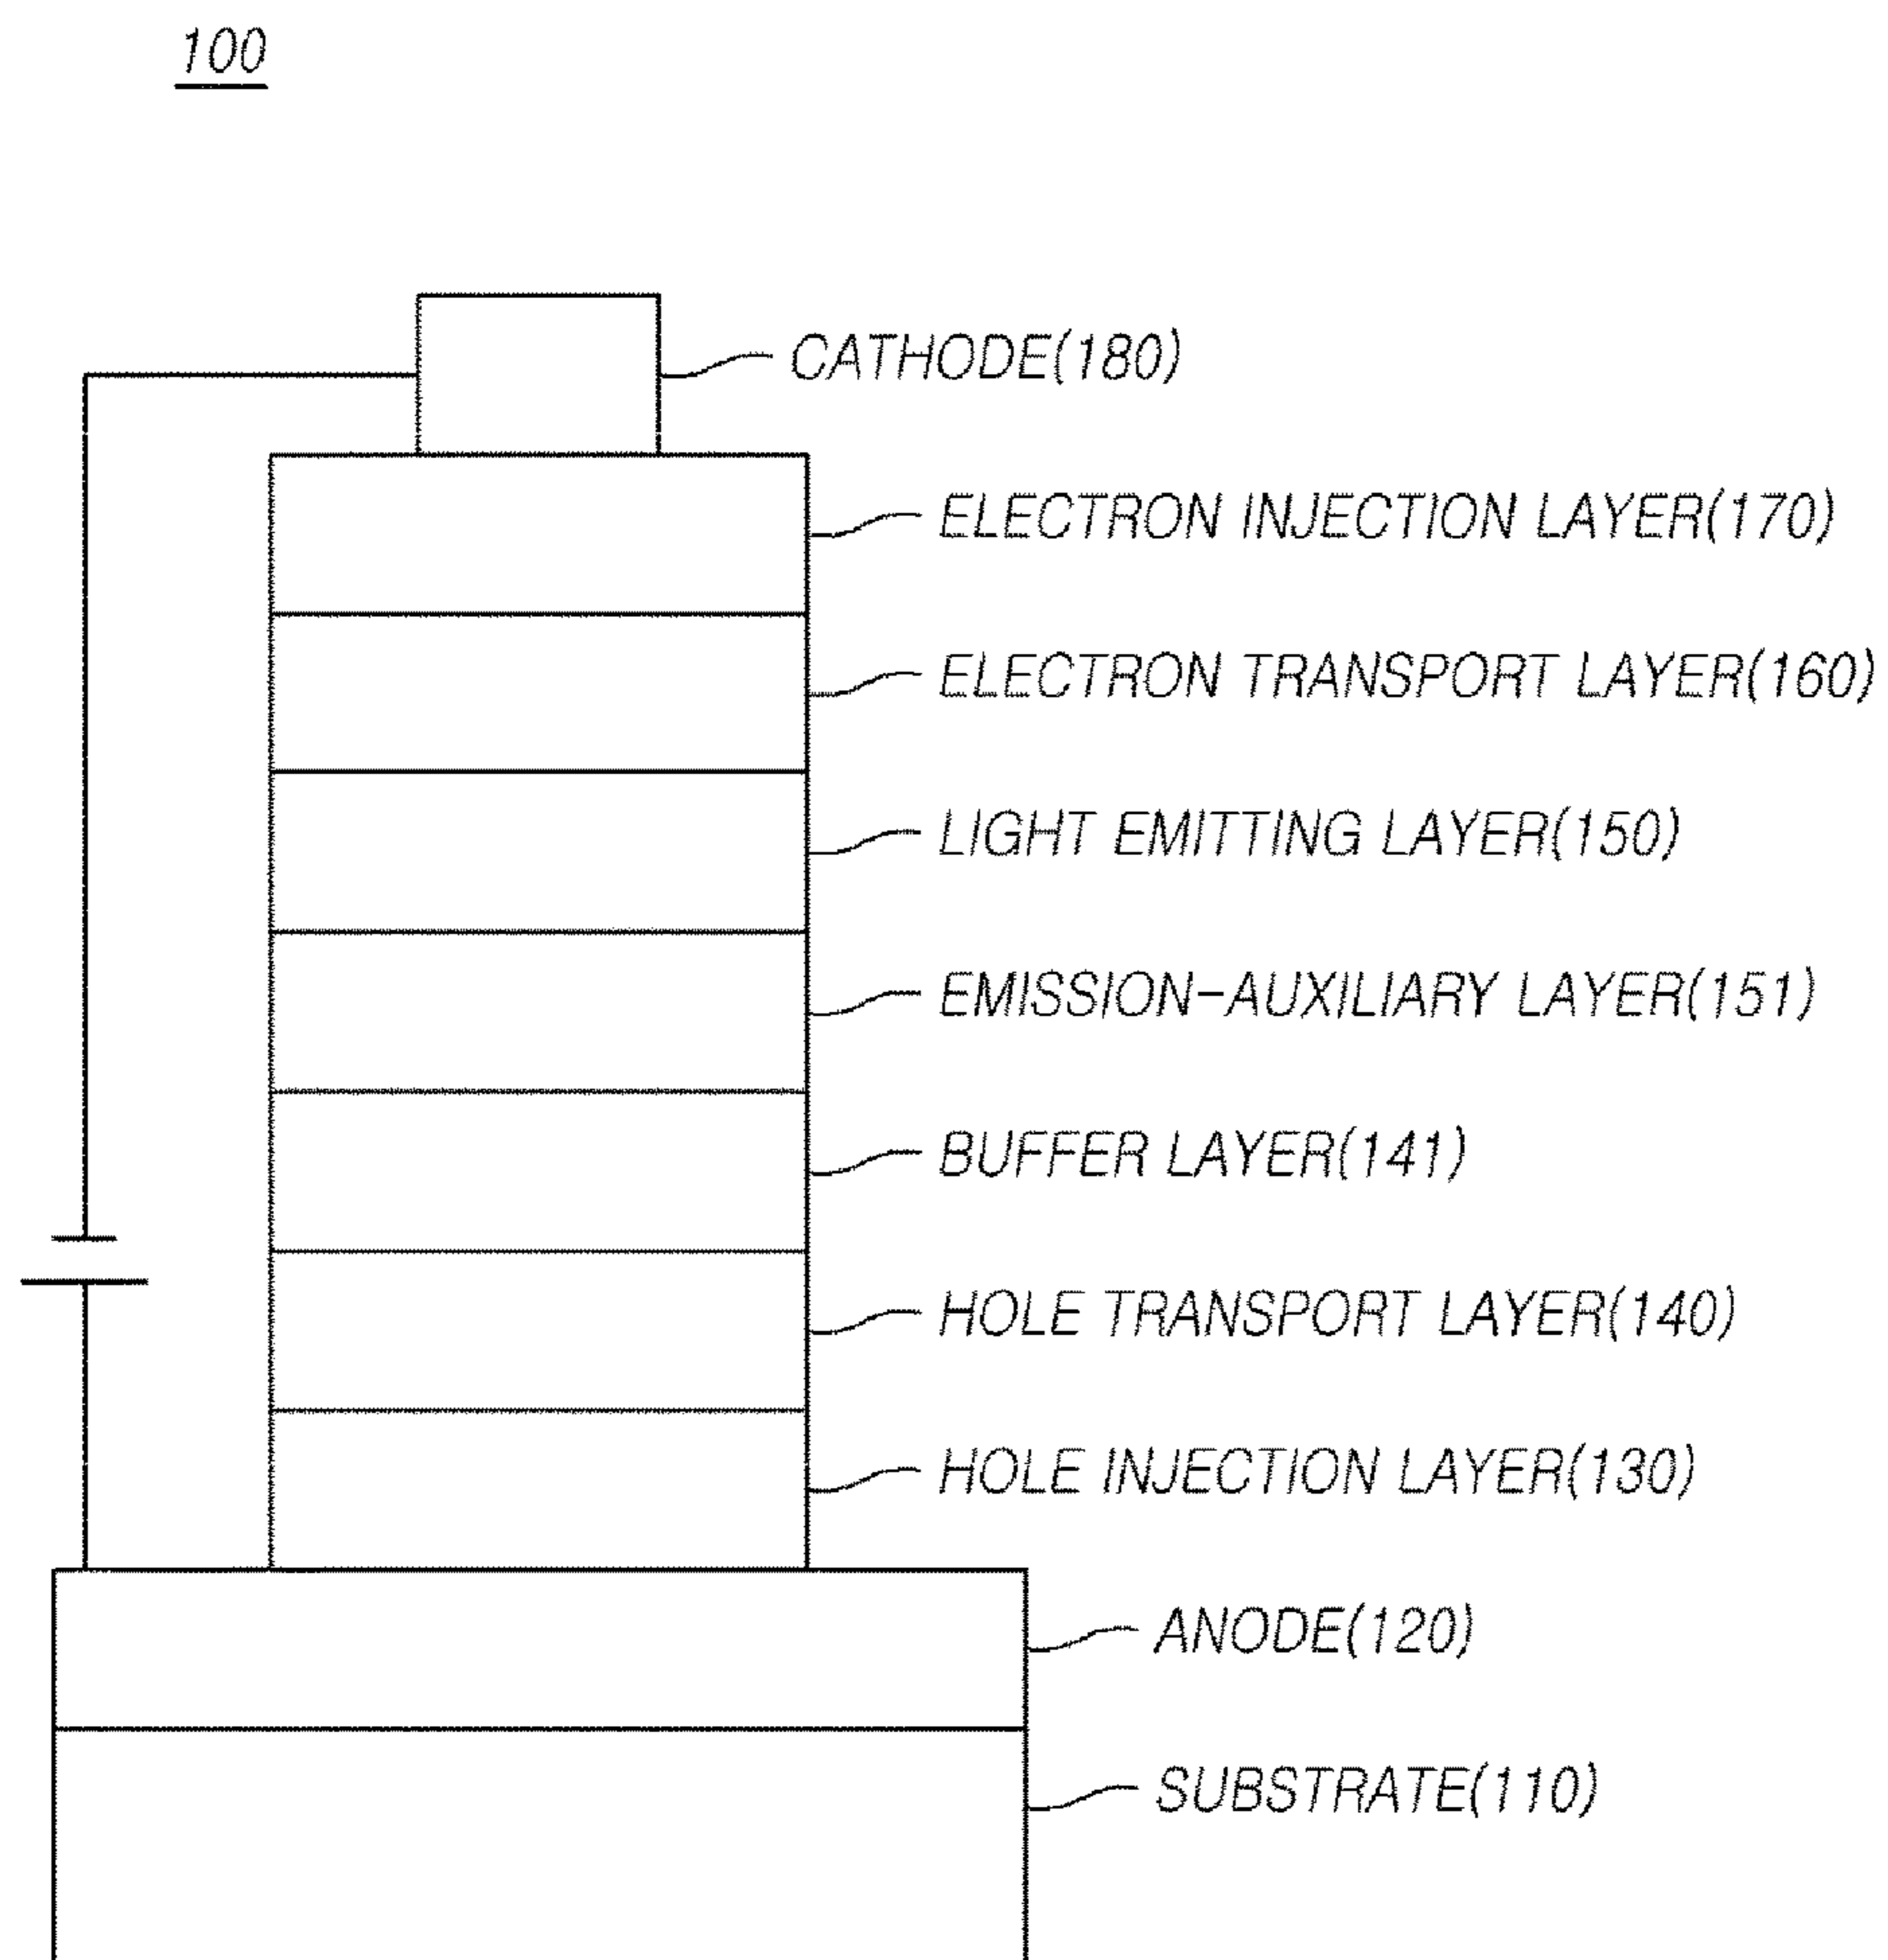 100
CATHODE(180)
ELECTRON INJECTION LAYER(170)
ELECTRON TRANSPORT LAYER(160)
LIGHT EMITTING LAYER(150)
EMISSION-AUXILIARY LAYER(151)
BUFFER LAYER(141)
HOLE TRANSPORT LAYER(140)
HOLE INJECTION LAYER(130)
ANODE(120)
SUBSTRATE(110)